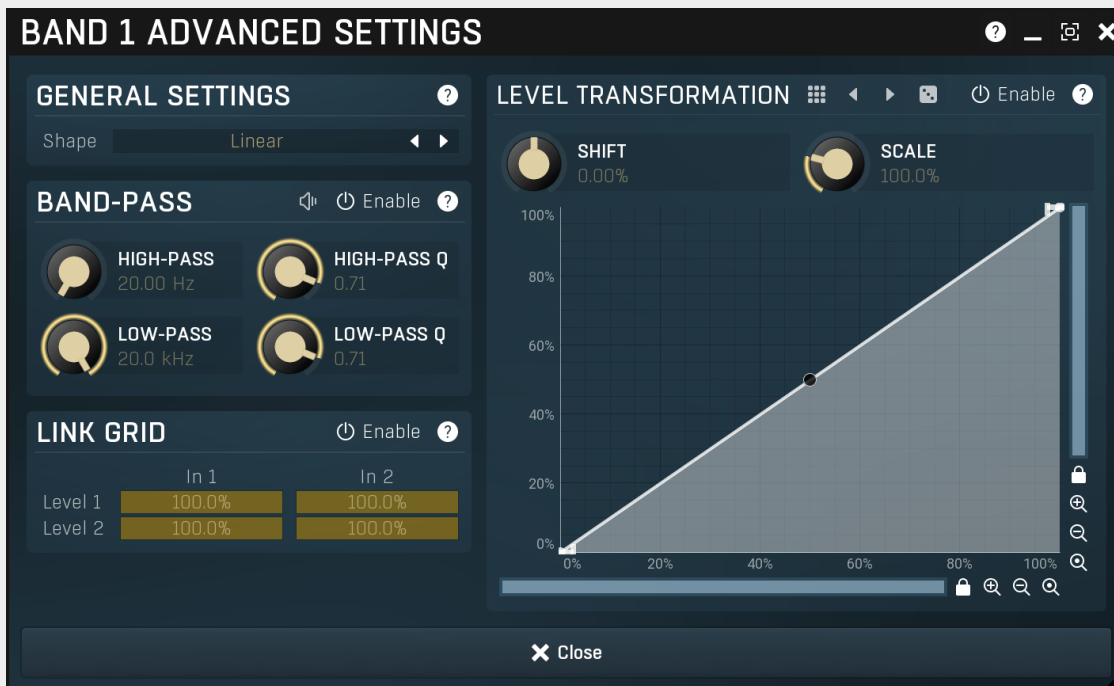 BAND 1 ADVANCED SETTINGS
?
GENERAL SETTINGS
?
Shape Linear
BAND-PASS Enable ?
HIGH-PASS
20.00 Hz
HIGH-PASS Q
0.71
LOW-PASS
20.0 kHz
LOW-PASS Q
0.71
LINK GRID Enable ?
In 1 In 2
Level 1 100.0% 100.0%
Level 2 100.0% 100.0%
LEVEL TRANSFORMATION Enable ?
SHIFT
0.00%
SCALE
100.0%
100%
80%
60%
40%
20%
0%
0% 20% 40% 60% 80% 100%
Close